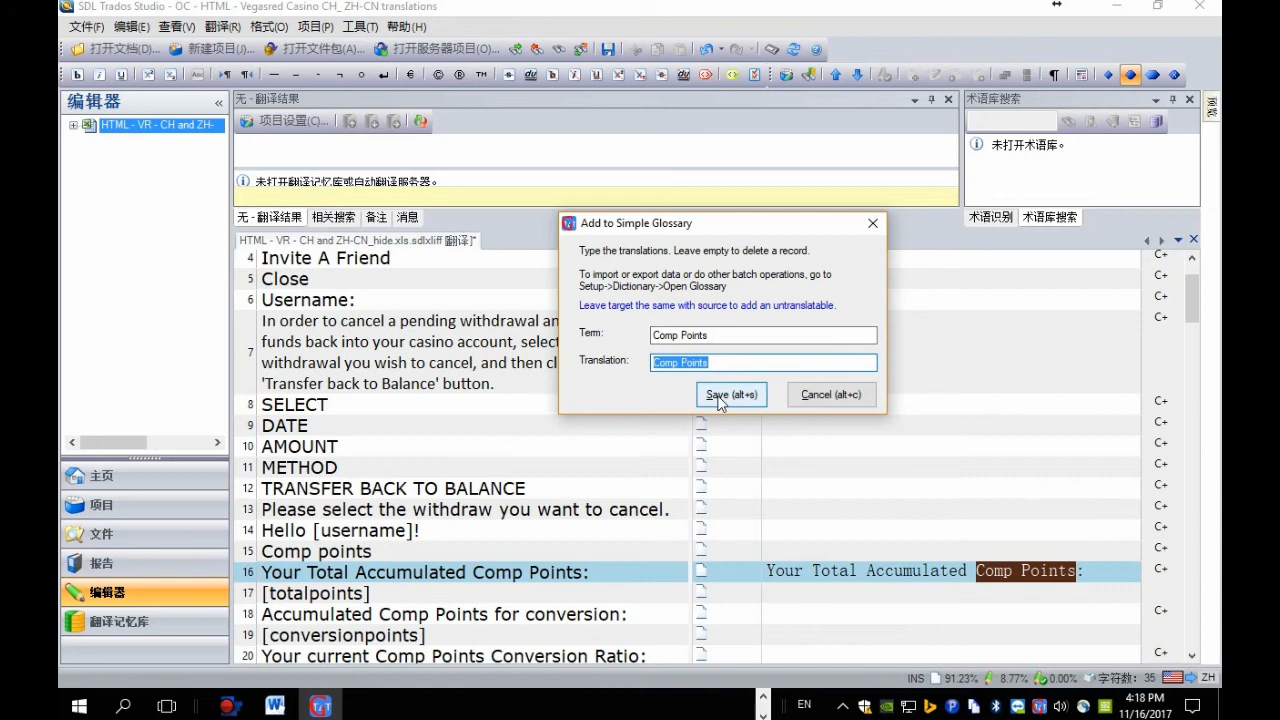 SDL Trados Studio - OC - HTML - Vegasred Casino CH_ ZH-CN translations
文件(F) 编辑(E) 查看(V) 翻译(R) 格式(O) 项目(P) 工具(T) 帮助(H)
打开文档(D)... 新建项目(J)... 打开文件包(A)... 打开服务器项目(O)...
编辑器
HTML - VR - CH and ZH-
无 - 翻译结果
项目设置(C)...
未打开翻译记忆库或自动翻译服务器。
无 - 翻译结果 相关搜索 备注 消息
术语库搜索
未打开术语库。
术语识别 术语库搜索
预览
HTML - VR - CH and ZH-CN_hide.xls.sdlxliff [翻译]*
4 Invite A Friend C+
5 Close C+
6 Username: C+
7 In order to cancel a pending withdrawal an C+
funds back into your casino account, select
withdrawal you wish to cancel, and then cl
'Transfer back to Balance' button.
8 SELECT C+
9 DATE C+
10 AMOUNT C+
11 METHOD C+
12 TRANSFER BACK TO BALANCE C+
13 Please select the withdraw you want to cancel. C+
14 Hello [username]! C+
15 Comp points C+
16 Your Total Accumulated Comp Points: Your Total Accumulated Comp Points: C+
17 [totalpoints]
18 Accumulated Comp Points for conversion: C+
19 [conversionpoints]
20 Your current Comp Points Conversion Ratio: C+
Add to Simple Glossary
Type the translations. Leave empty to delete a record.
To import or export data or do other batch operations, go to
Setup->Dictionary->Open Glossary
Leave target the same with source to add an untranslatable.
Term: Comp Points
Translation: Comp Points
Save (alt+s) Cancel (alt+c)
主页
项目
文件
报告
编辑器
翻译记忆库
INS 91.23% 8.77% 0.00% 字符数: 35 ZH
EN
4:18 PM
11/16/2017